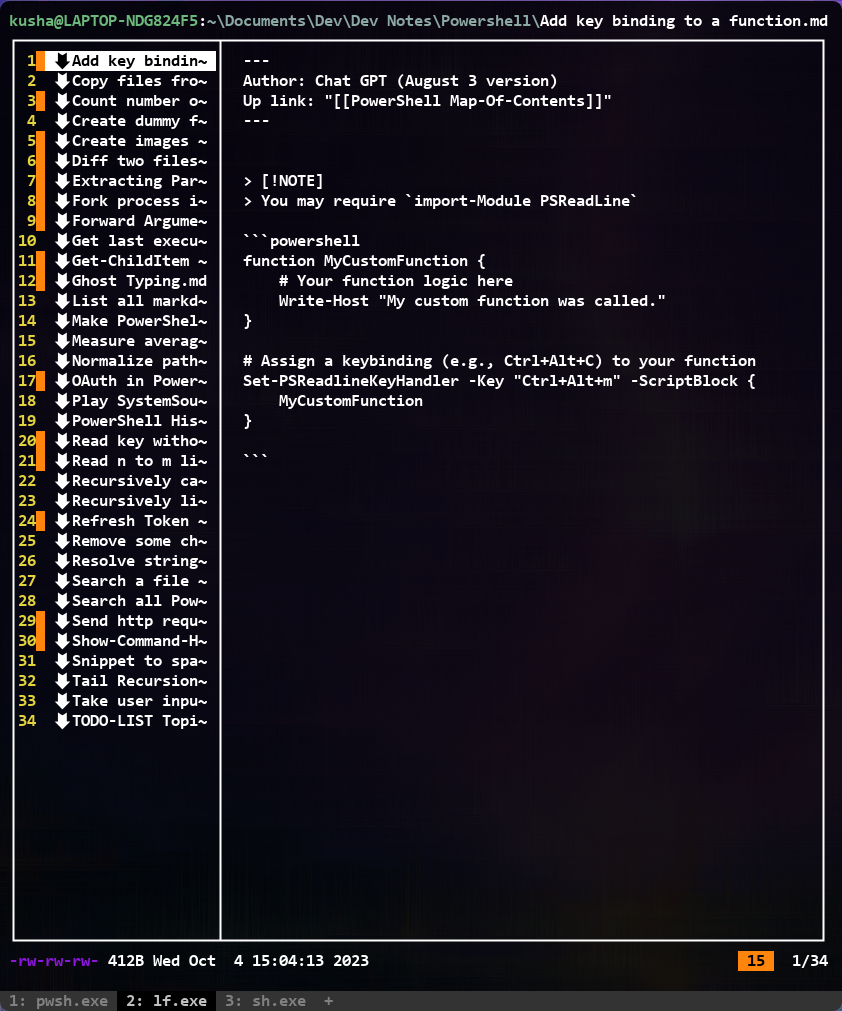 kusha@LAPTOP-NDG824F5:~\Documents\Dev\Dev Notes\Powershell\Add key binding to a function.md
1 Add key bindin~
2 Copy files fro~
3 Count number o~
4 Create dummy f~
5 Create images ~
6 Diff two files~
7 Extracting Par~
8 Fork process i~
9 Forward Argume~
10 Get last execu~
11 Get-ChildItem ~
12 Ghost Typing.md
13 List all markd~
14 Make PowerShel~
15 Measure averag~
16 Normalize path~
17 OAuth in Power~
18 Play SystemSou~
19 PowerShell His~
20 Read key witho~
21 Read n to m li~
22 Recursively ca~
23 Recursively li~
24 Refresh Token ~
25 Remove some ch~
26 Resolve string~
27 Search a file ~
28 Search all Pow~
29 Send http requ~
30 Show-Command-H~
31 Snippet to spa~
32 Tail Recursion~
33 Take user inpu~
34 TODO-LIST Topi~
---
Author: Chat GPT (August 3 version)
Up link: "[[PowerShell Map-Of-Contents]]"
---
> [!NOTE]
> You may require `import-Module PSReadLine`
```powershell
function MyCustomFunction {
    # Your function logic here
    Write-Host "My custom function was called."
}
# Assign a keybinding (e.g., Ctrl+Alt+C) to your function
Set-PSReadlineKeyHandler -Key "Ctrl+Alt+m" -ScriptBlock {
    MyCustomFunction
}
```
-rw-rw-rw- 412B Wed Oct  4 15:04:13 2023 15 1/34
1: pwsh.exe 2: lf.exe 3: sh.exe +